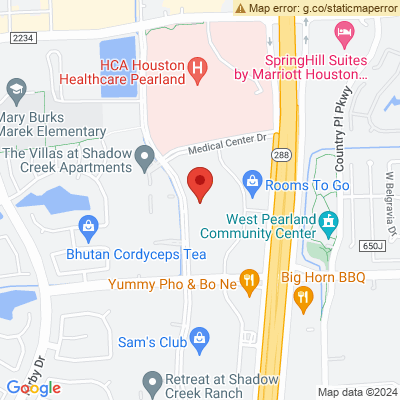 Map error: g.co/staticmaperror
2234
HCA Houston
Healthcare Pearland
H
SpringHill Suites
by Marriott Houston...
Country Pl Pkwy
Mary Burks
Marek Elementary
Medical Center Dr
288
The Villas at Shadow
Creek Apartments
Rooms To Go
W Belgravia Dr
West Pearland
Community Center
650J
Bhutan Cordyceps Tea
Yummy Pho & Bo Ne
Big Horn BBQ
Sam's Club
Retreat at Shadow
Creek Ranch
rby Dr
Google
Map data ©2024